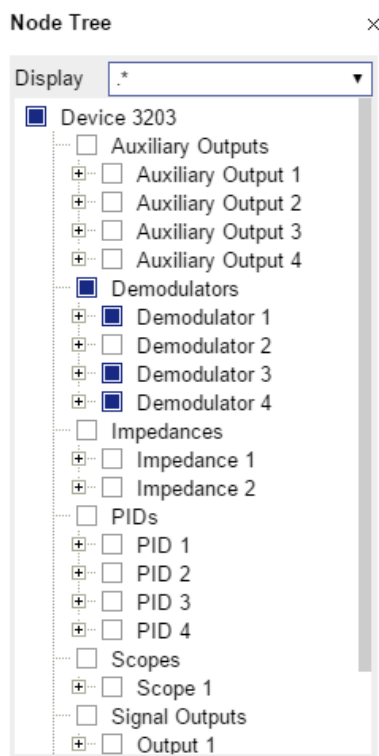 Node Tree
Display .*
Device 3203
Auxiliary Outputs
Auxiliary Output 1
Auxiliary Output 2
Auxiliary Output 3
Auxiliary Output 4
Demodulators
Demodulator 1
Demodulator 2
Demodulator 3
Demodulator 4
Impedances
Impedance 1
Impedance 2
PIDs
PID 1
PID 2
PID 3
PID 4
Scopes
Scope 1
Signal Outputs
Output 1